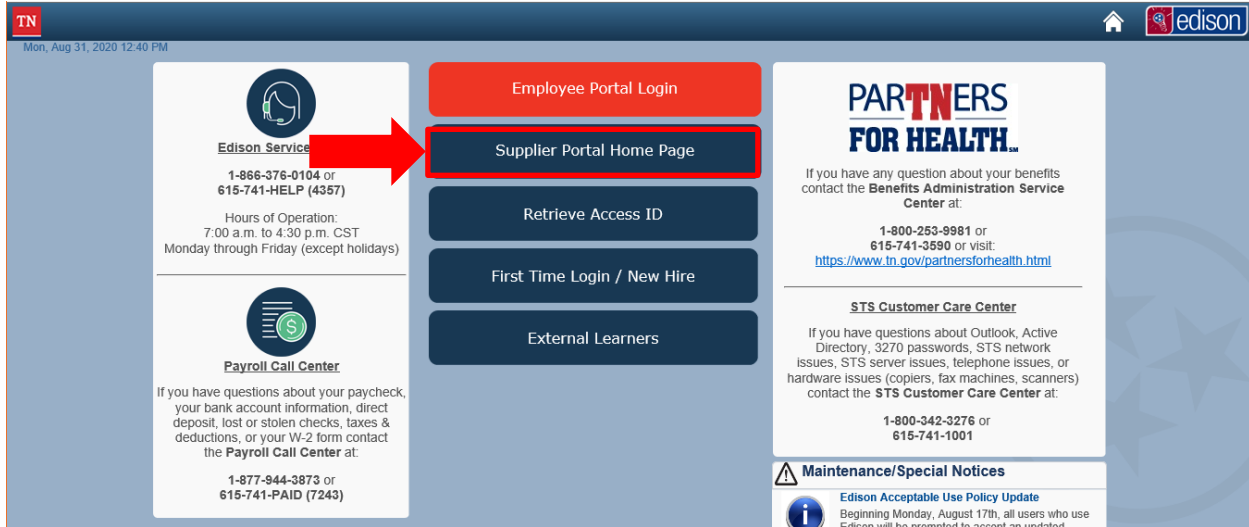 TN
edison
Mon, Aug 31, 2020 12:40 PM
Edison Service
1-866-376-0104 or
615-741-HELP (4357)
Hours of Operation:
7:00 a.m. to 4:30 p.m. CST
Monday through Friday (except holidays)
Payroll Call Center
If you have questions about your paycheck,
your bank account information, direct
deposit, lost or stolen checks, taxes &
deductions, or your W-2 form contact
the Payroll Call Center at:
1-877-944-3873 or
615-741-PAID (7243)
Employee Portal Login
Supplier Portal Home Page
Retrieve Access ID
First Time Login / New Hire
External Learners
PARTNERS
FOR HEALTH℠
If you have any question about your benefits
contact the Benefits Administration Service
Center at:
1-800-253-9981 or
615-741-3590 or visit:
https://www.tn.gov/partnersforhealth.html
STS Customer Care Center
If you have questions about Outlook, Active
Directory, 3270 passwords, STS network
issues, STS server issues, telephone issues, or
hardware issues (copiers, fax machines, scanners)
contact the STS Customer Care Center at:
1-800-342-3276 or
615-741-1001
Maintenance/Special Notices
Edison Acceptable Use Policy Update
Beginning Monday, August 17th, all users who use
Edison will be prompted to accept an updated